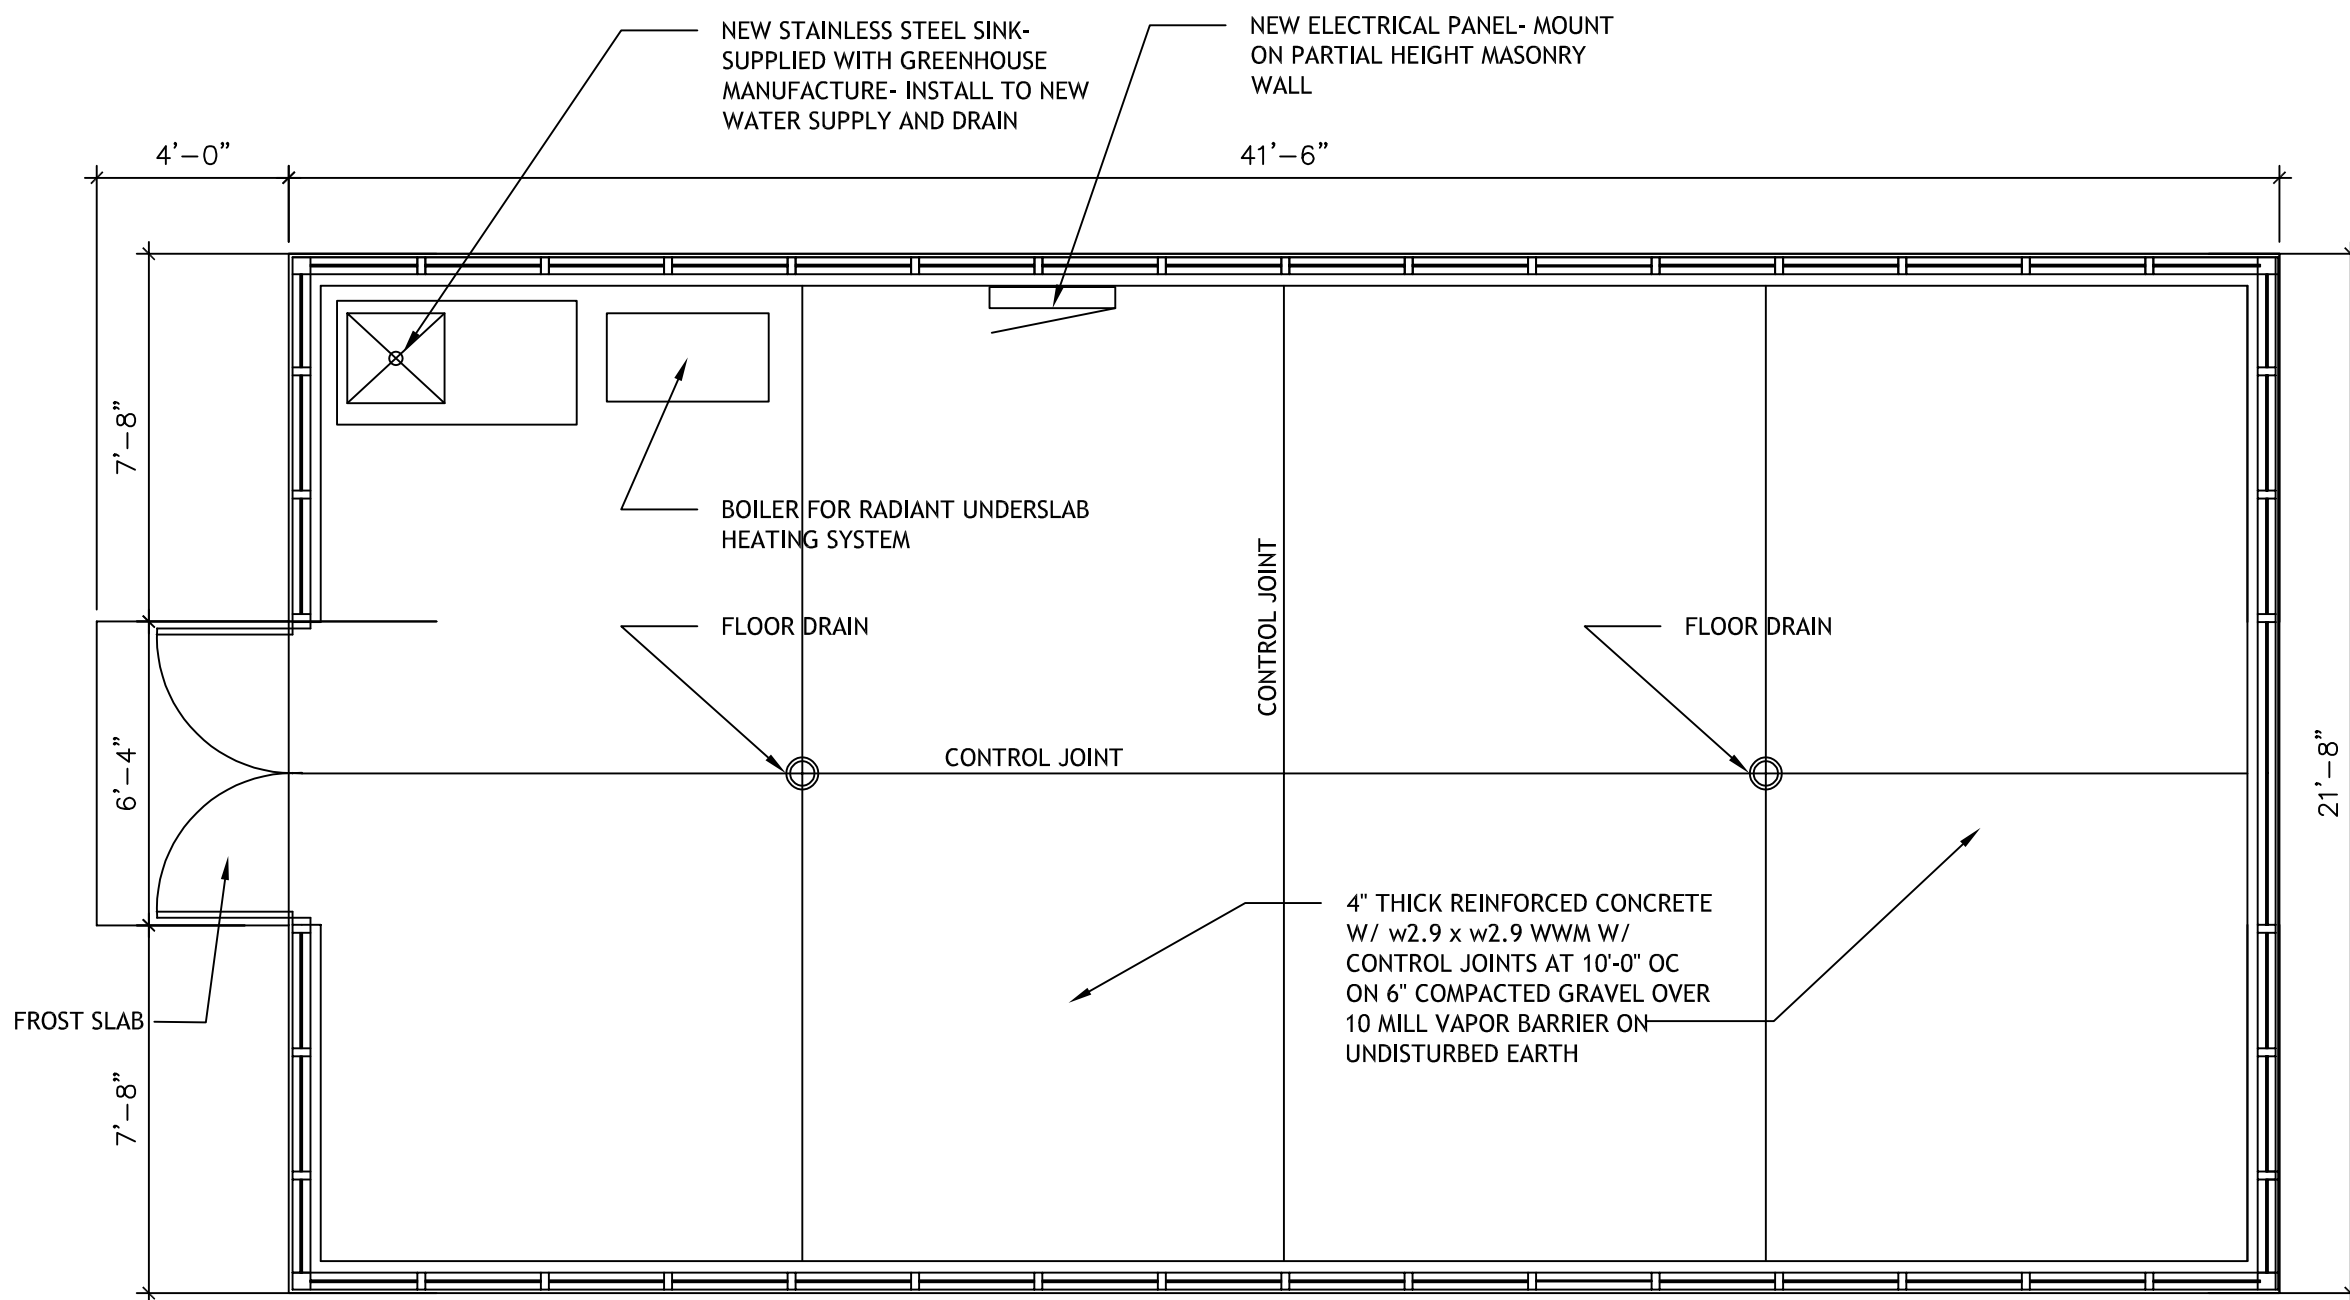 NEW STAINLESS STEEL SINK-
SUPPLIED WITH GREENHOUSE
MANUFACTURE- INSTALL TO NEW
WATER SUPPLY AND DRAIN
NEW ELECTRICAL PANEL- MOUNT
ON PARTIAL HEIGHT MASONRY
WALL
4'-0"
41'-6"
7'-8"
BOILER FOR RADIANT UNDERSLAB
HEATING SYSTEM
CONTROL JOINT
FLOOR DRAIN
FLOOR DRAIN
6'-4"
CONTROL JOINT
21'-8"
4" THICK REINFORCED CONCRETE
W/ w2.9 x w2.9 WWM W/
CONTROL JOINTS AT 10'-0" OC
ON 6" COMPACTED GRAVEL OVER
10 MILL VAPOR BARRIER ON
UNDISTURBED EARTH
FROST SLAB
7'-8"